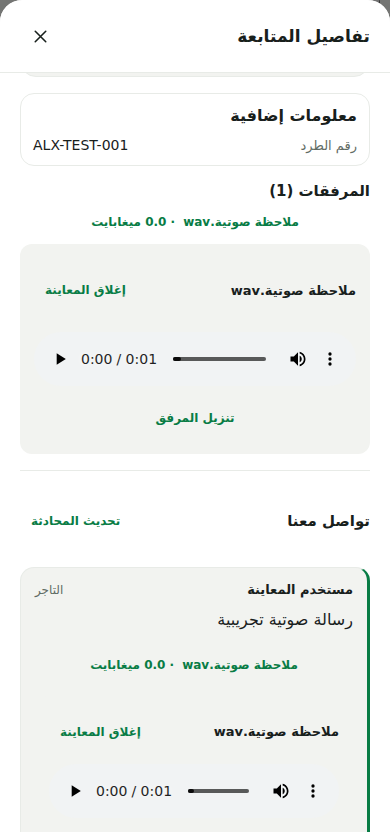 تفاصيل المتابعة
معلومات إضافية
رقم الطرد ALX-TEST-001
المرفقات (1)
ملاحظة صوتية.wav · 0.0 ميغابايت
ملاحظة صوتية.wav إغلاق المعاينة
0:00 / 0:01
تنزيل المرفق
تواصل معنا تحديث المحادثة
مستخدم المعاينة التاجر
رسالة صوتية تجريبية
ملاحظة صوتية.wav · 0.0 ميغابايت
ملاحظة صوتية.wav إغلاق المعاينة
0:00 / 0:01